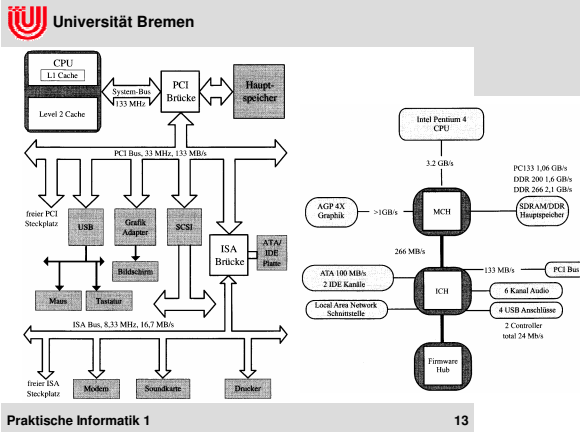 Universität Bremen
CPU
L1 Cache
Level 2 Cache
System-Bus
133 MHz
PCI
Brücke
Haupt-
speicher
PCI Bus, 33 MHz, 133 MB/s
freier PCI
Steckplatz
USB
Grafik
Adapter
SCSI
ISA
Brücke
ATA/
IDE
Platte
Bildschirm
Maus
Tastatur
ISA Bus, 8,33 MHz, 16,7 MB/s
freier ISA
Steckplatz
Modem
Soundkarte
Drucker
Intel Pentium 4
CPU
3.2 GB/s
PC133 1,06 GB/s
DDR 200 1,6 GB/s
DDR 266 2,1 GB/s
AGP 4X
Graphik
>1GB/s
MCH
SDRAM/DDR
Hauptspeicher
266 MB/s
ATA 100 MB/s
2 IDE Kanäle
133 MB/s
PCI Bus
ICH
6 Kanal Audio
Local Area Network
Schnittstelle
4 USB Anschlüsse
2 Controller
total 24 Mb/s
Firmware
Hub
Praktische Informatik 1
13